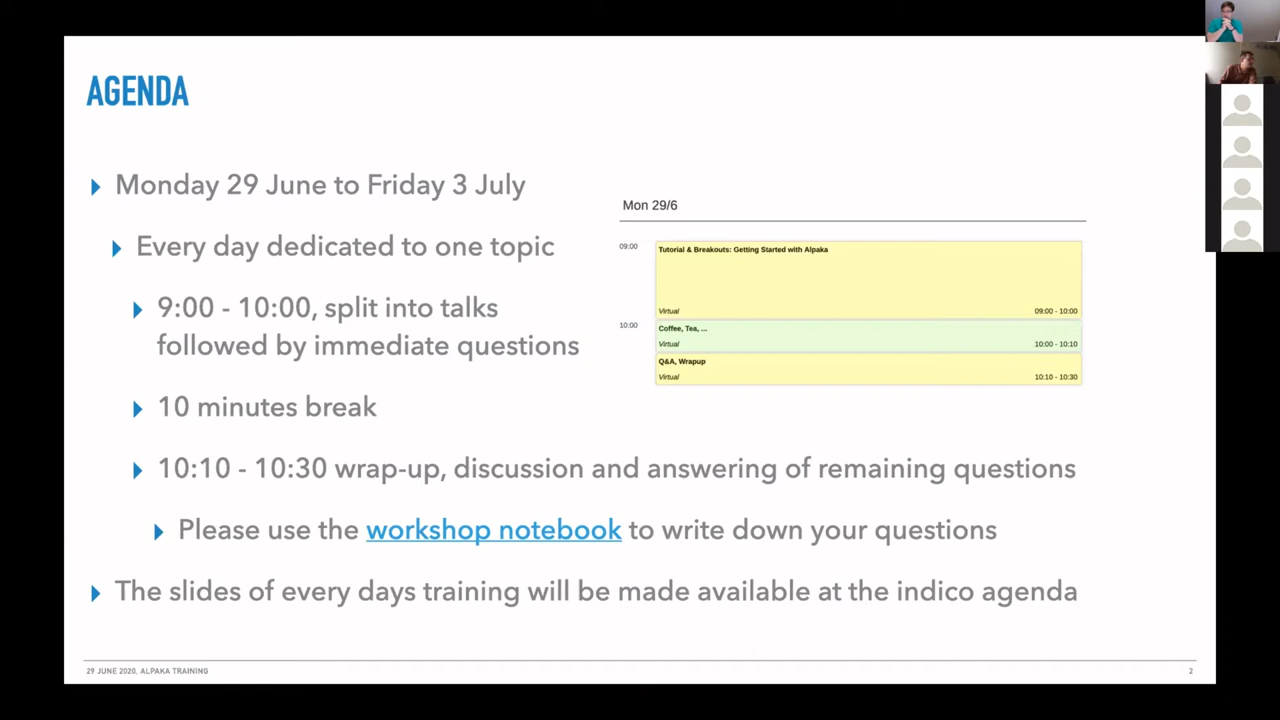 AGENDA
Monday 29 June to Friday 3 July
Every day dedicated to one topic
9:00 - 10:00, split into talks
followed by immediate questions
10 minutes break
10:10 - 10:30 wrap-up, discussion and answering of remaining questions
Please use the workshop notebook to write down your questions
The slides of every days training will be made available at the indico agenda
Mon 29/6
09:00
Tutorial & Breakouts: Getting Started with Alpaka
Virtual 09:00 - 10:00
10:00
Coffee, Tea, ...
Virtual 10:00 - 10:10
Q&A, Wrapup
Virtual 10:10 - 10:30
29 JUNE 2020, ALPAKA TRAINING
2